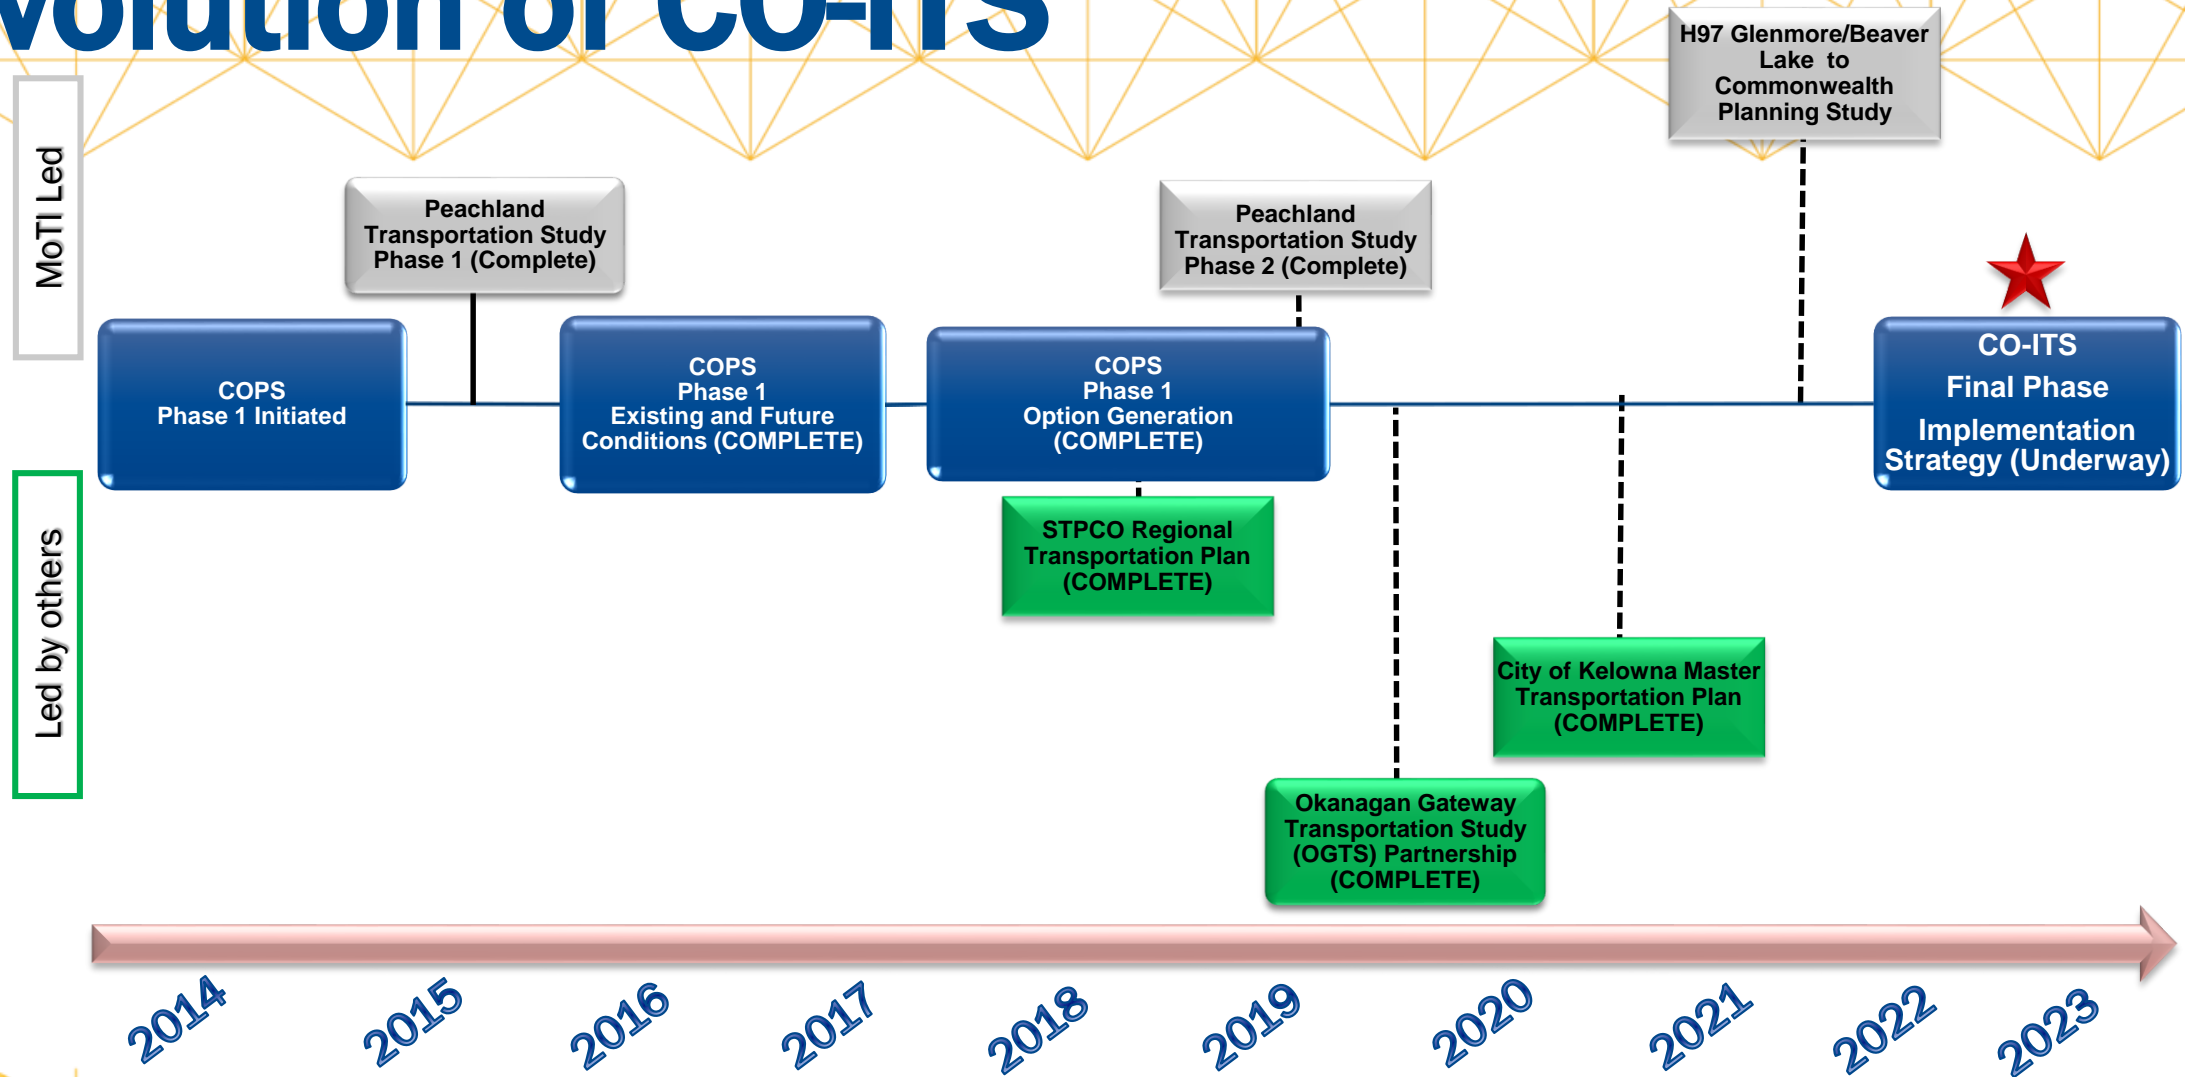 volution of CO-ITS
H97 Glenmore/Beaver
Lake to
Commonwealth
Planning Study
MoTI Led
Peachland
Transportation Study
Phase 1 (Complete)
Peachland
Transportation Study
Phase 2 (Complete)
COPS
Phase 1 Initiated
COPS
Phase 1
Existing and Future
Conditions (COMPLETE)
COPS
Phase 1
Option Generation
(COMPLETE)
CO-ITS
Final Phase
Implementation
Strategy (Underway)
Led by others
STPCO Regional
Transportation Plan
(COMPLETE)
City of Kelowna Master
Transportation Plan
(COMPLETE)
Okanagan Gateway
Transportation Study
(OGTS) Partnership
(COMPLETE)
2014
2015
2016
2017
2018
2019
2020
2021
2022
2023